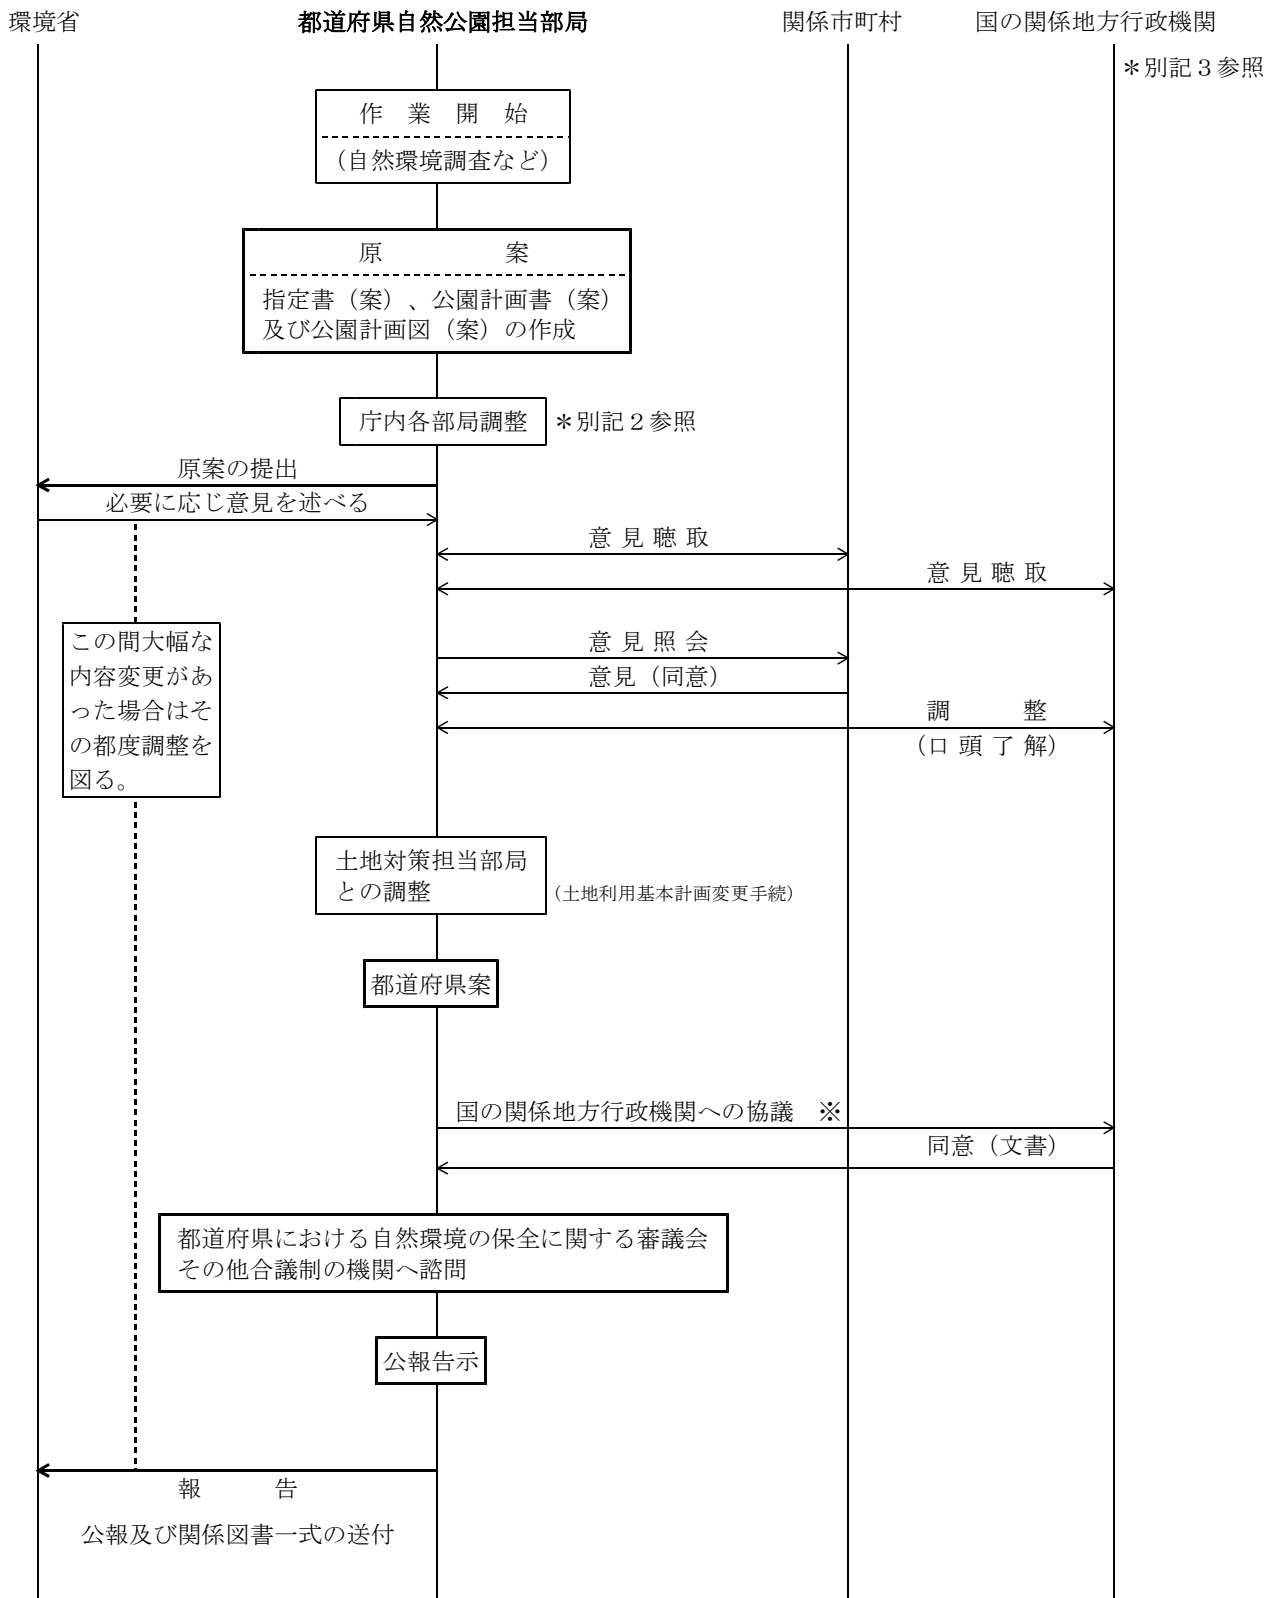 環境省
都道府県自然公園担当部局
関係市町村
国の関係地方行政機関
＊別記３参照
作 業 開 始
（自然環境調査など）
原 案
指定書（案）、公園計画書（案）
及び公園計画図（案）の作成
庁内各部局調整
＊別記２参照
原案の提出
必要に応じ意見を述べる
意 見 聴 取
意 見 聴 取
この間大幅な
内容変更があ
った場合はそ
の都度調整を
図る。
意 見 照 会
意見（同意）
調 整
（口 頭 了 解）
土地対策担当部局
との調整
（土地利用基本計画変更手続）
都道府県案
国の関係地方行政機関への協議 ※
同意（文書）
都道府県における自然環境の保全に関する審議会
その他合議制の機関へ諮問
公報告示
報 告
公報及び関係図書一式の送付